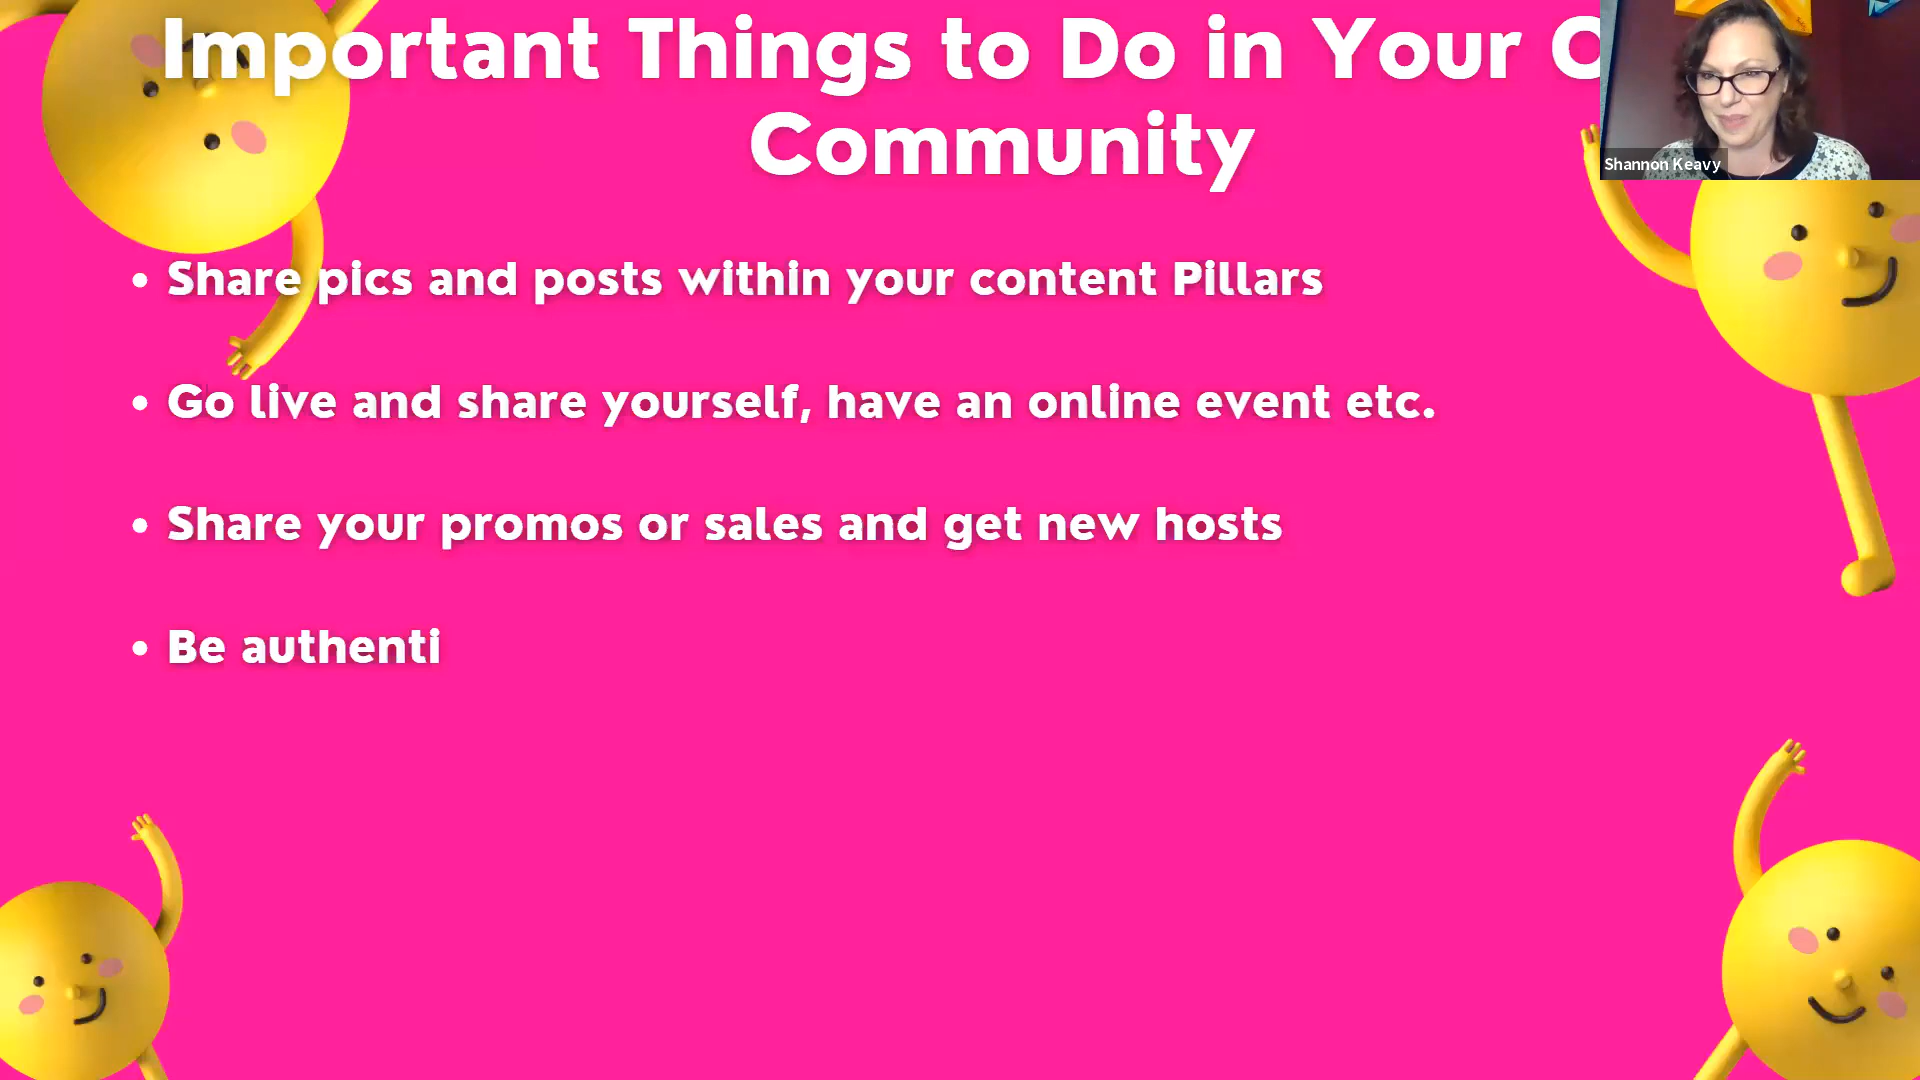 Important Things to Do in Your
Community
Shannon Keavy
• Share pics and posts within your content Pillars
• Go live and share yourself, have an online event etc.
• Share your promos or sales and get new hosts
• Be authenti